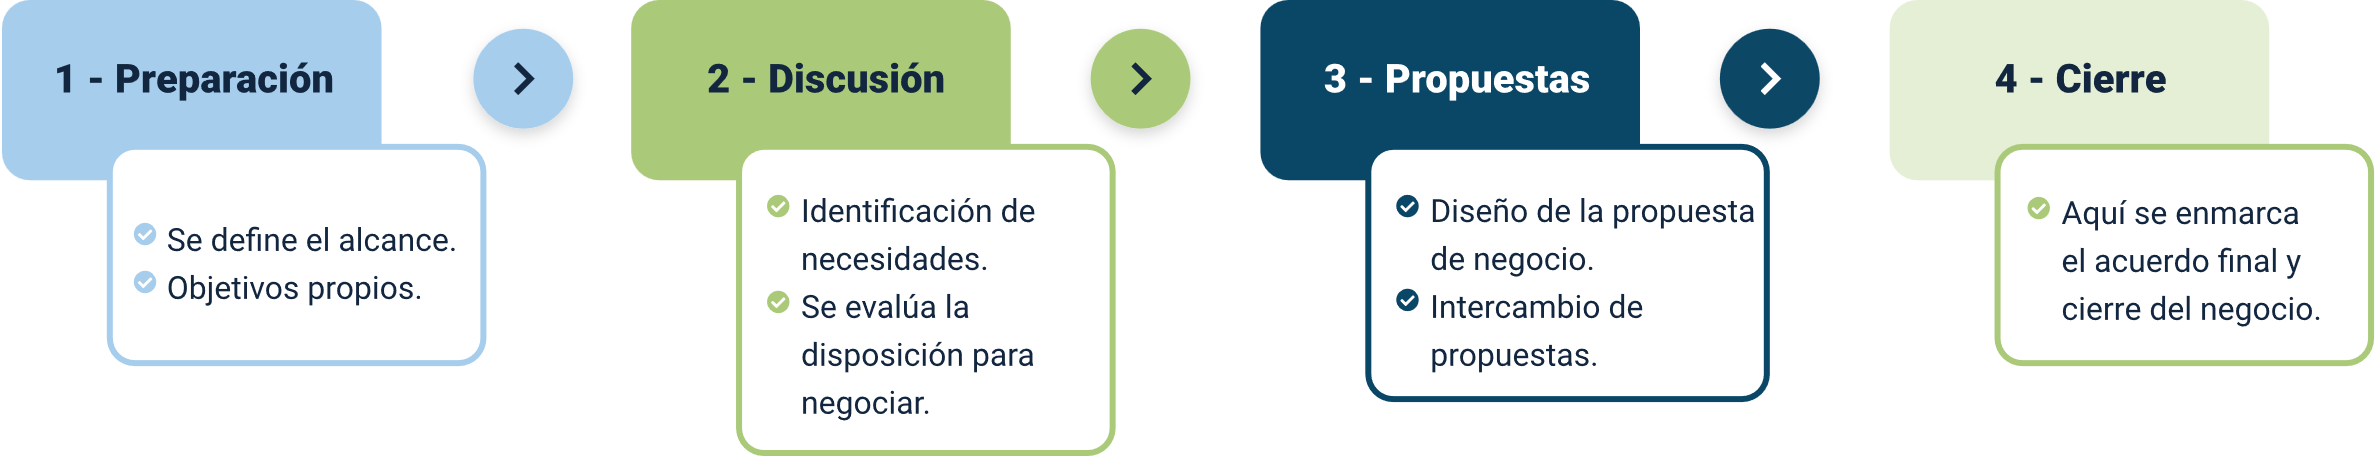 1 - Preparación
Se define el alcance.
Objetivos propios.
2 - Discusión
Identificación de
necesidades.
Se evalúa la
disposición para
negociar.
3 - Propuestas
Diseño de la propuesta
de negocio.
Intercambio de
propuestas.
4 - Cierre
Aquí se enmarca
el acuerdo final y
cierre del negocio.